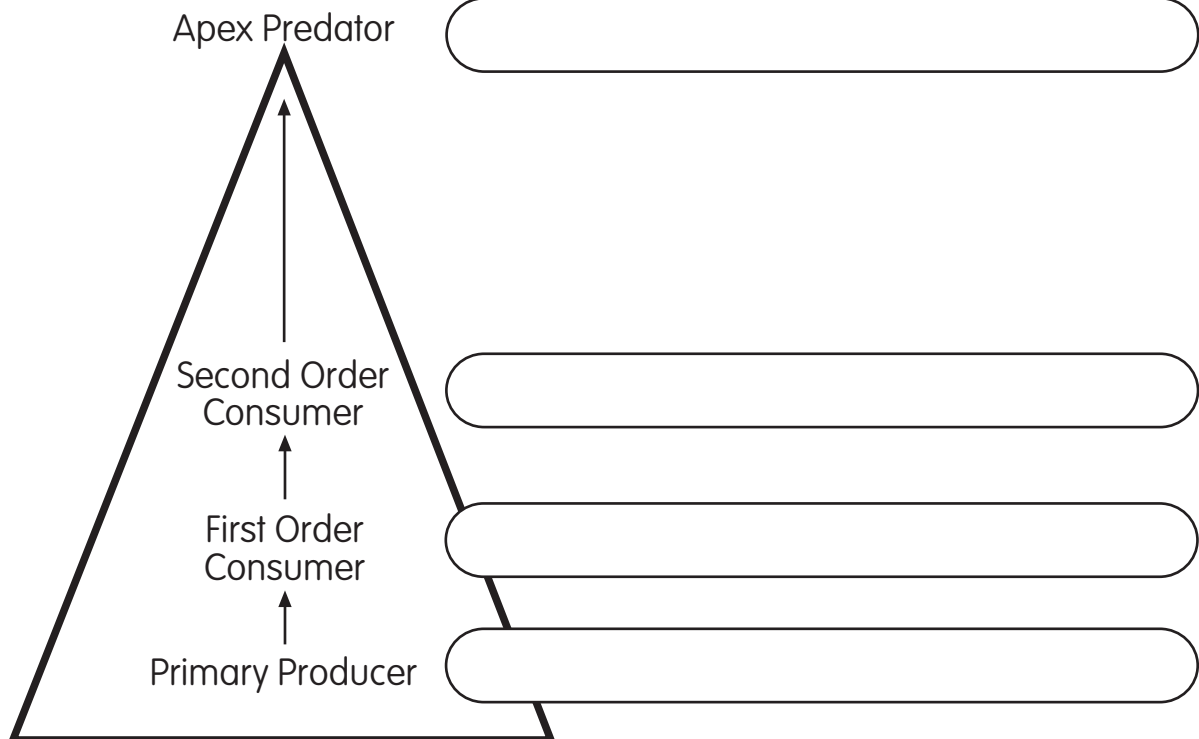 Apex Predator
Second Order
Consumer
First Order
Consumer
Primary Producer